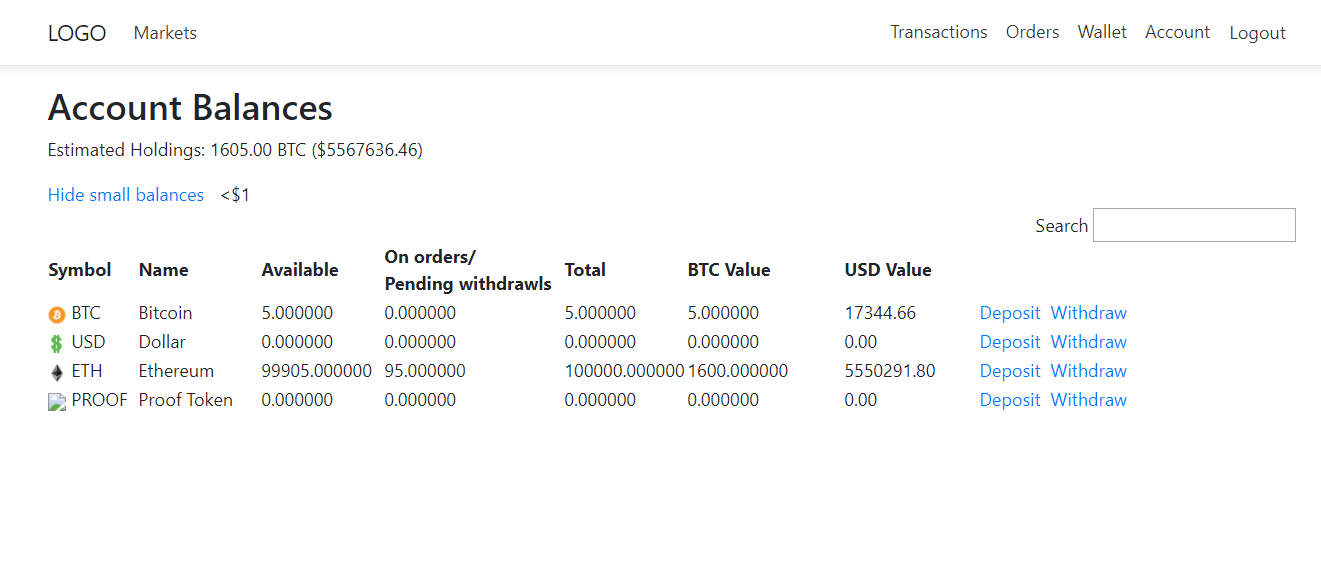 LOGO Markets Transactions Orders Wallet Account Logout
Account Balances
Estimated Holdings: 1605.00 BTC ($5567636.46)
Hide small balances <$1
Search
Symbol Name Available On orders/ Pending withdrawls Total BTC Value USD Value
BTC Bitcoin 5.000000 0.000000 5.000000 5.000000 17344.66 Deposit Withdraw
USD Dollar 0.000000 0.000000 0.000000 0.000000 0.00 Deposit Withdraw
ETH Ethereum 99905.000000 95.000000 100000.000000 1600.000000 5550291.80 Deposit Withdraw
PROOF Proof Token 0.000000 0.000000 0.000000 0.000000 0.00 Deposit Withdraw